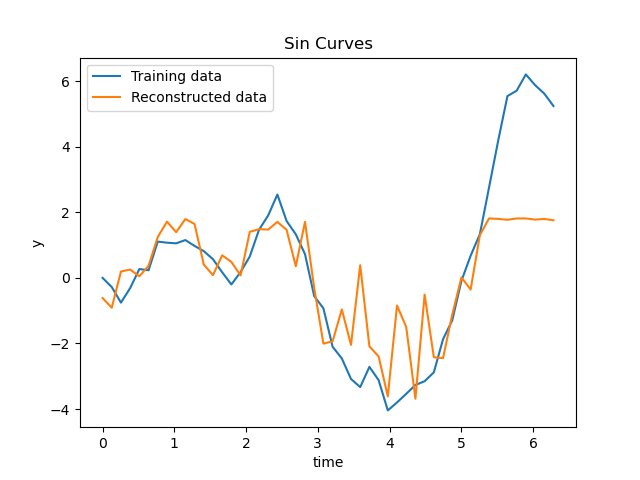 Sin Curves
Training data
Reconstructed data
y
6
4
2
0
−2
−4
0 1 2 3 4 5 6
time